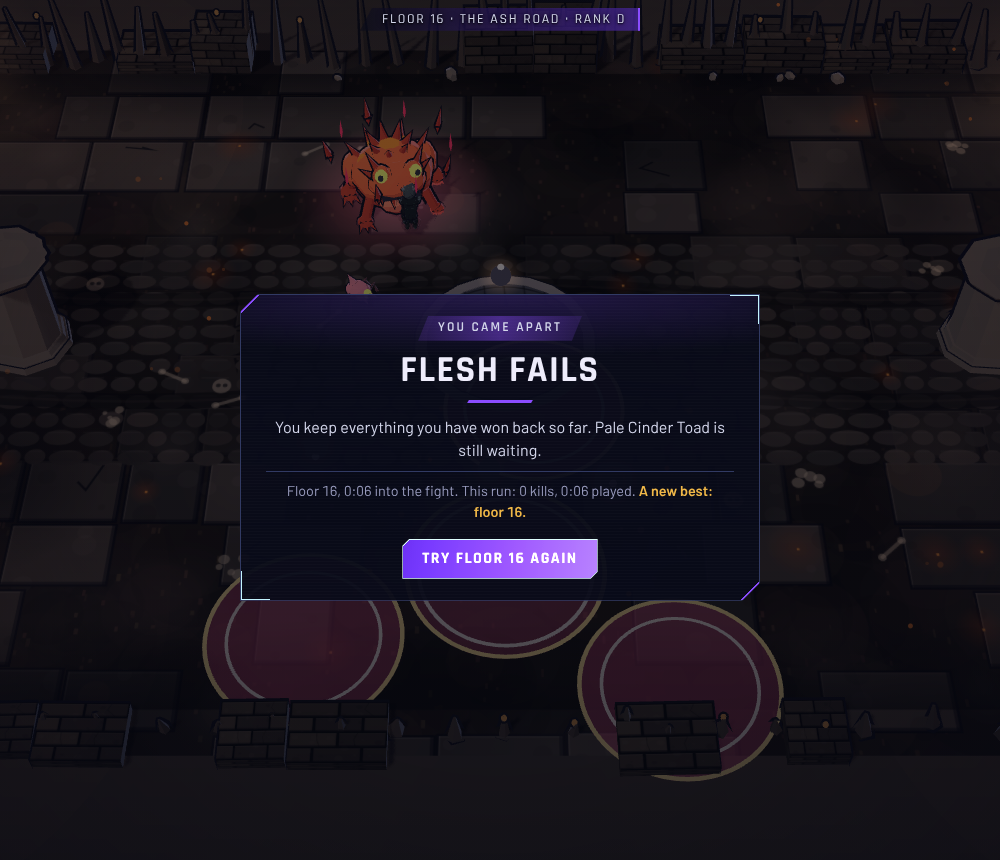 FLOOR 16 · THE ASH ROAD · RANK D
YOU CAME APART
FLESH FAILS
You keep everything you have won back so far. Pale Cinder Toad is
still waiting.
Floor 16, 0:06 into the fight. This run: 0 kills, 0:06 played. A new best:
floor 16.
TRY FLOOR 16 AGAIN